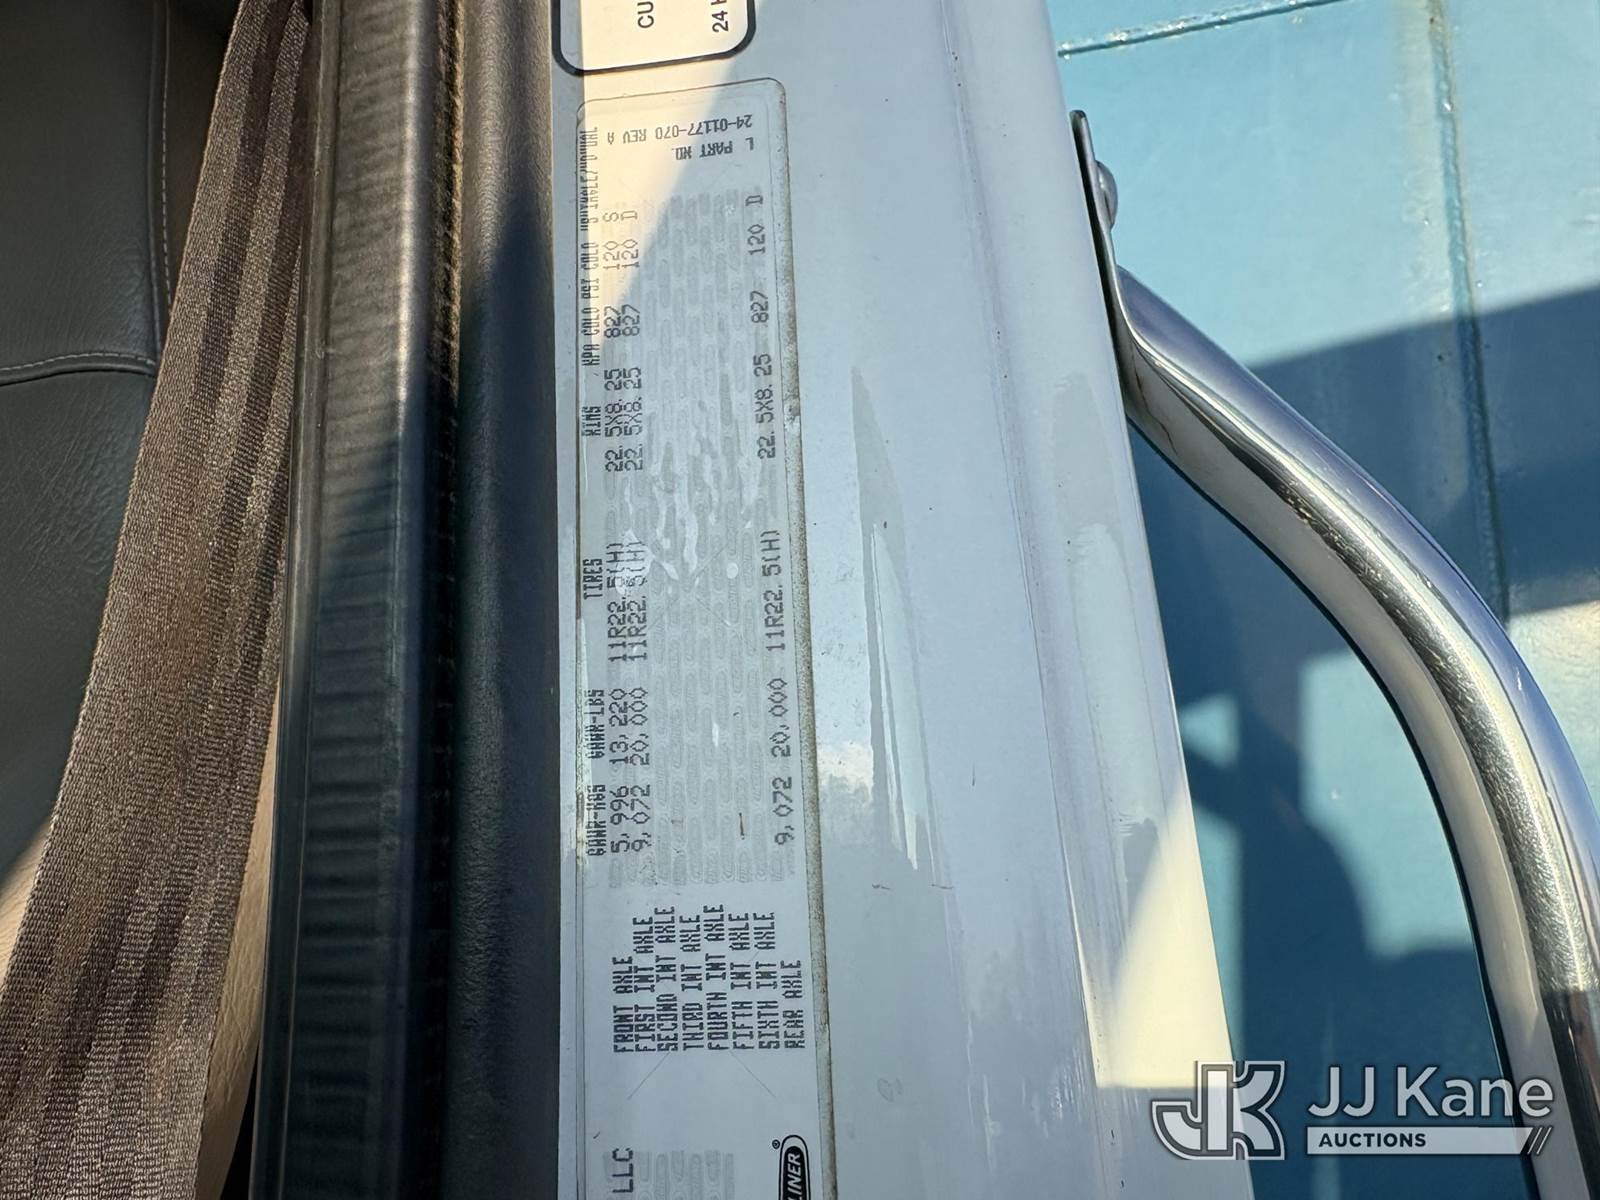 CU
24 H
L PART NO.
24-01177-070 REV A
GAWR-KGS GAWR-LBS TIRES RIMS KPA COLD PSI COLD
FRONT AXLE 5,996 13,220 11R22.5(H) 22.5X8.25 827 120 S
FIRST INT AXLE 9,072 20,000 11R22.5(H) 22.5X8.25 827 120 D
SECOND INT AXLE
THIRD INT AXLE
FOURTH INT AXLE
FIFTH INT AXLE
SIXTH INT AXLE
REAR AXLE 9,072 20,000 11R22.5(H) 22.5X8.25 827 120 D
LLC
LINER®
JK JJ Kane
AUCTIONS